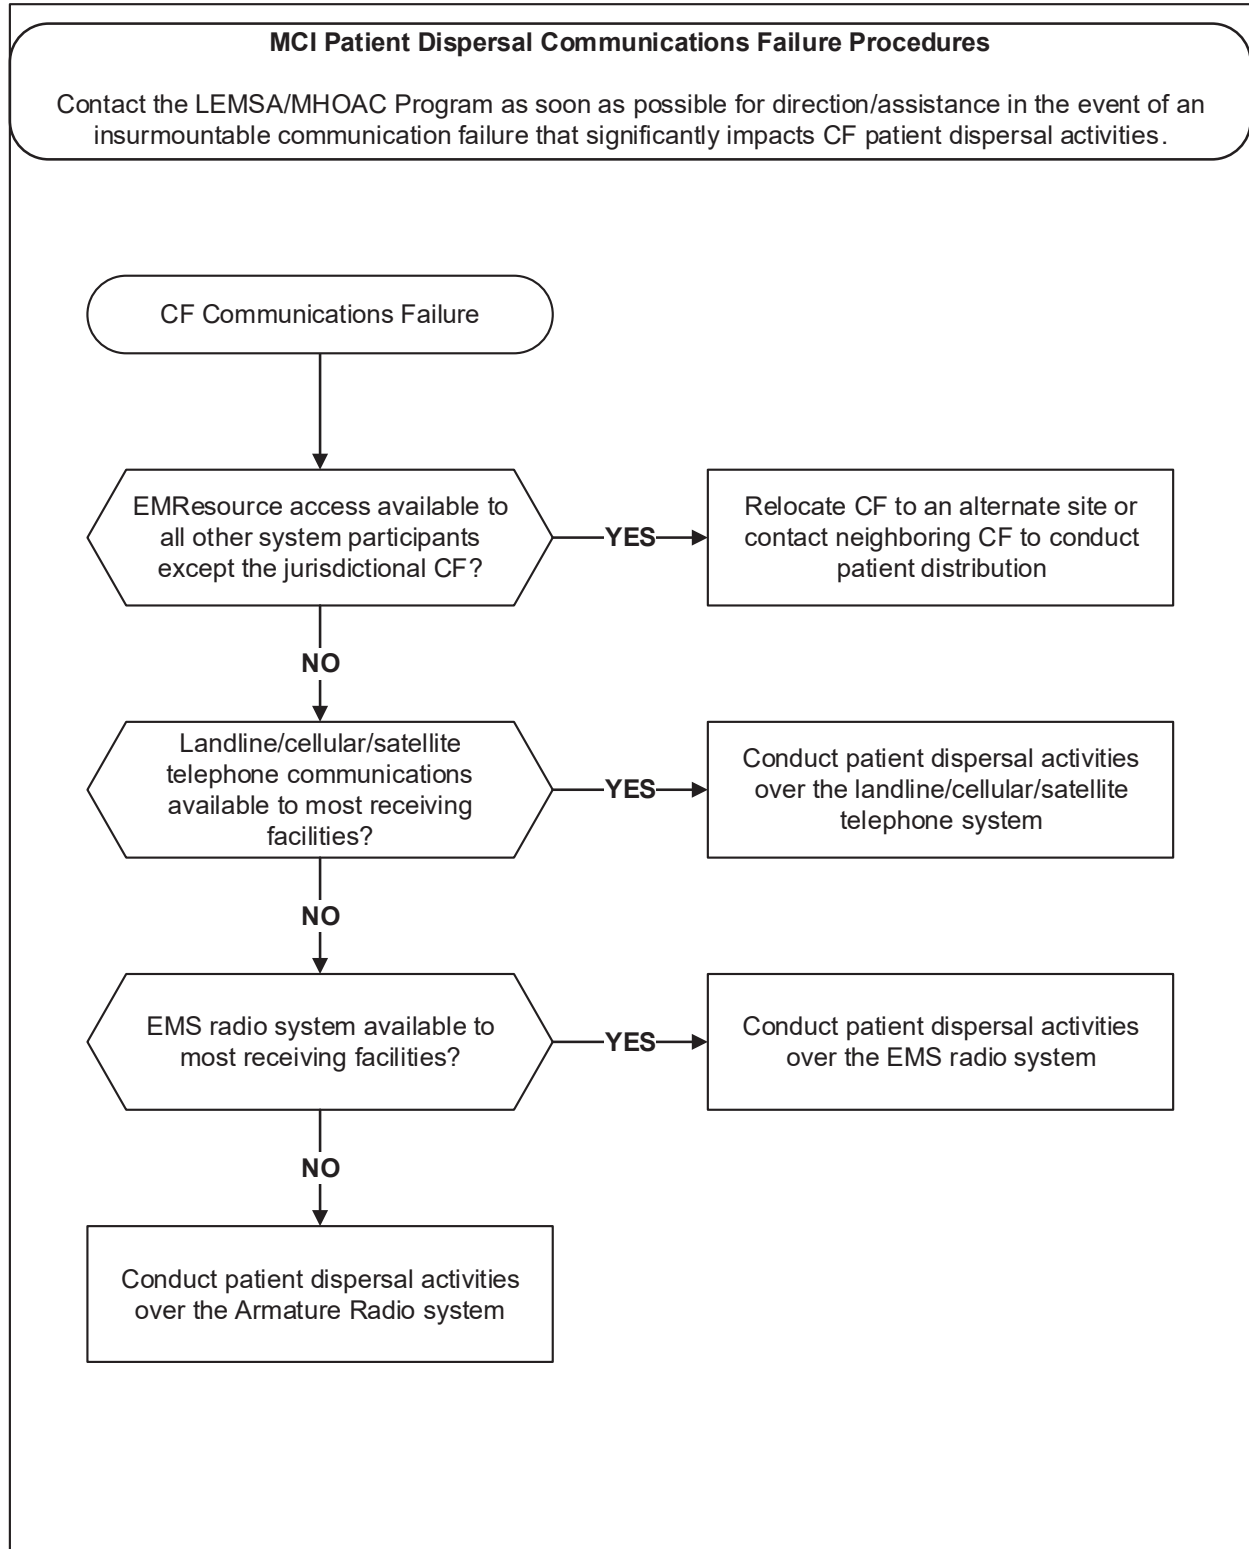 MCI Patient Dispersal Communications Failure Procedures
Contact the LEMSA/MHOAC Program as soon as possible for direction/assistance in the event of an
insurmountable communication failure that significantly impacts CF patient dispersal activities.
CF Communications Failure
EMResource access available to
all other system participants
except the jurisdictional CF?
YES
Relocate CF to an alternate site or
contact neighboring CF to conduct
patient distribution
NO
Landline/cellular/satellite
telephone communications
available to most receiving
facilities?
YES
Conduct patient dispersal activities
over the landline/cellular/satellite
telephone system
NO
EMS radio system available to
most receiving facilities?
YES
Conduct patient dispersal activities
over the EMS radio system
NO
Conduct patient dispersal activities
over the Armature Radio system